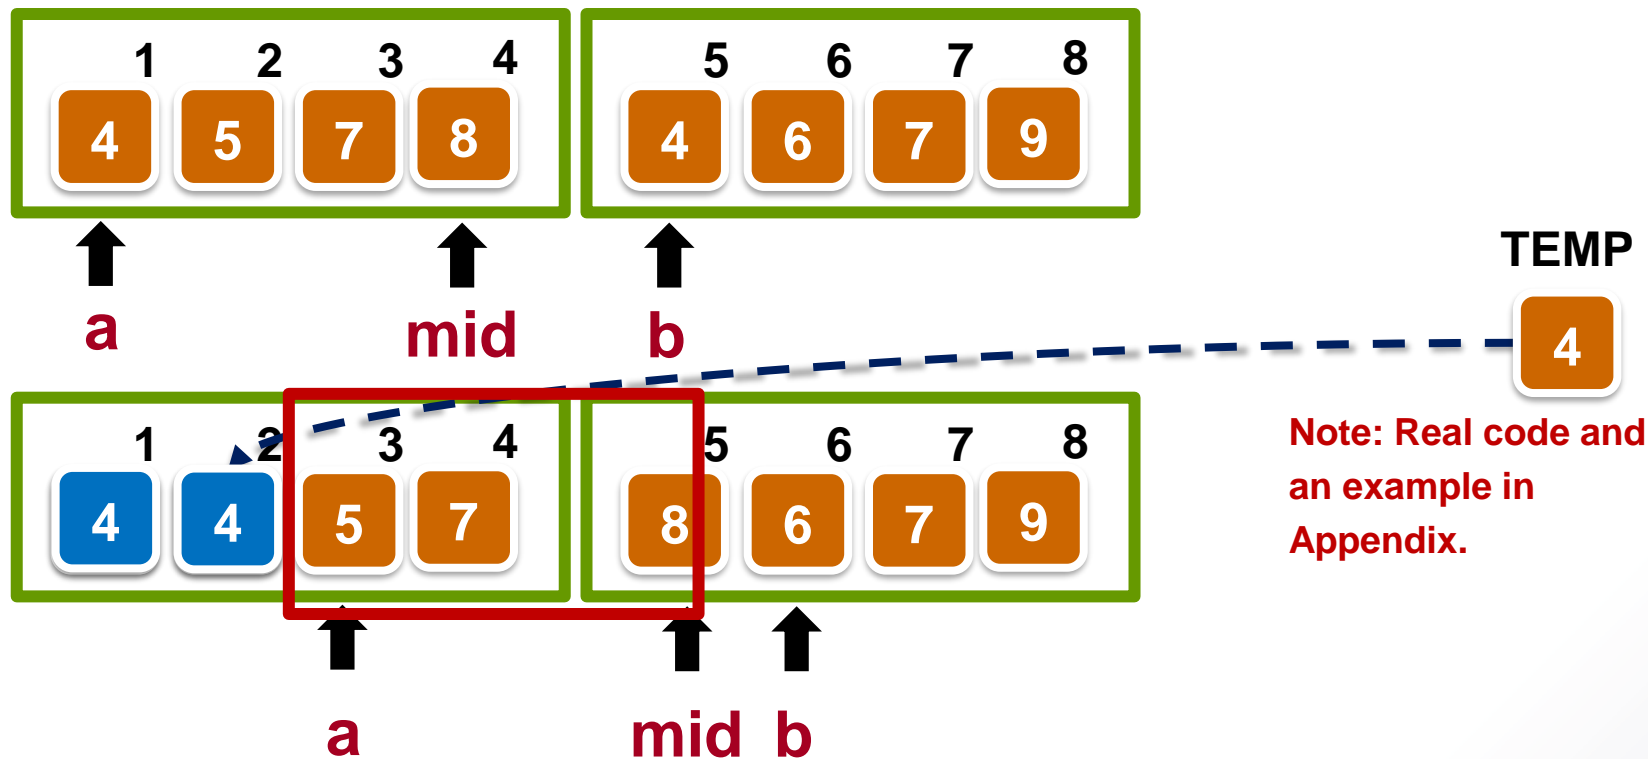 1 2 3 4 5 6 7 8
4 5 7 8 4 6 7 9
TEMP
a mid b
4
1 2 3 4 5 6 7 8
Note: Real code and
an example in
Appendix.
4 4 5 7 8 6 7 9
a mid b